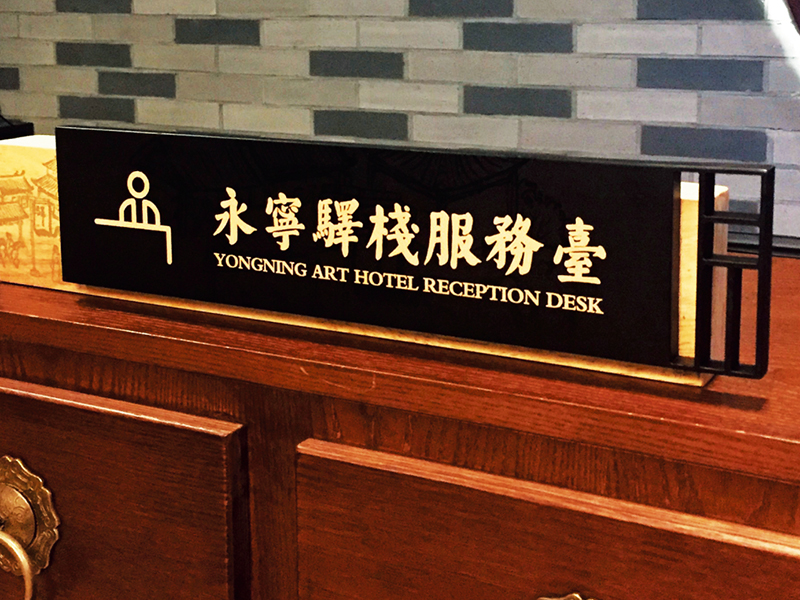 永寧驛棧服務臺
YONGNING ART HOTEL RECEPTION DESK